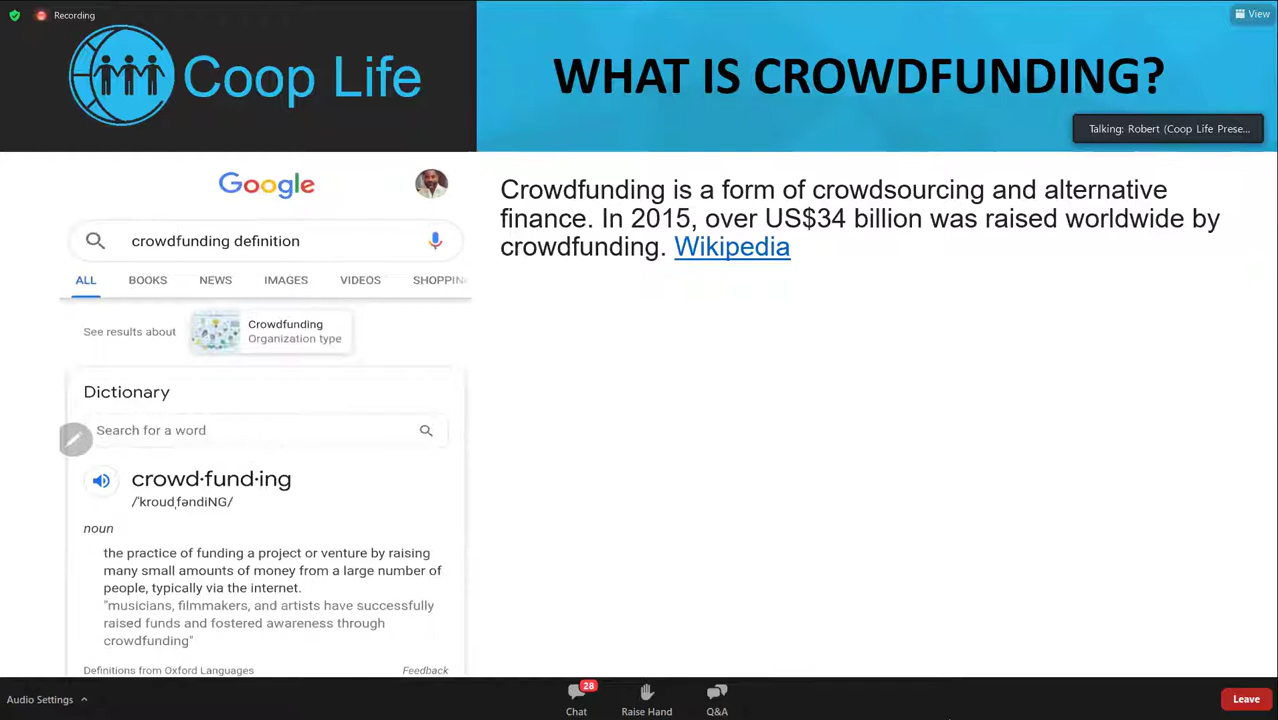 Recording
View
Coop Life
WHAT IS CROWDFUNDING?
Talking: Robert (Coop Life Prese...
Google
crowdfunding definition
ALL BOOKS NEWS IMAGES VIDEOS SHOPPIN
See results about
Crowdfunding
Organization type
Dictionary
Search for a word
crowd·fund·ing
/ˈkroudˌfəndiNG/
noun
the practice of funding a project or venture by raising
many small amounts of money from a large number of
people, typically via the internet.
"musicians, filmmakers, and artists have successfully
raised funds and fostered awareness through
crowdfunding"
Definitions from Oxford Languages
Feedback
Crowdfunding is a form of crowdsourcing and alternative
finance. In 2015, over US$34 billion was raised worldwide by
crowdfunding. Wikipedia
Audio Settings
28
Chat
Raise Hand
Q&A
Leave